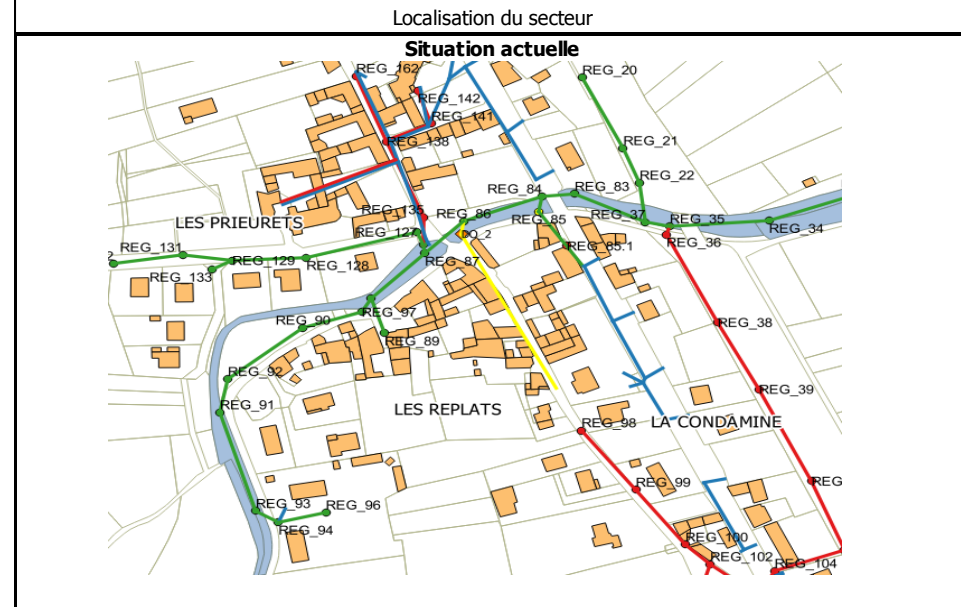 Localisation du secteur
Situation actuelle
REG_162
REG_20
REG_142
REG_141
REG_138
REG_21
REG_22
REG_84
REG_83
REG_135
REG_86
REG_85
REG_37
REG_35
REG_34
LES PRIEURETS
REG_127
DO_2
REG_36
REG_131
REG_129
REG_85.1
REG_128
REG_87
REG_133
REG_97
REG_90
REG_38
REG_89
REG_92
REG_39
REG_91
LES REPLATS
REG_98
LA CONDAMINE
REG_99
REG
REG_93
REG_96
REG_94
REG_100
REG_102
REG_104